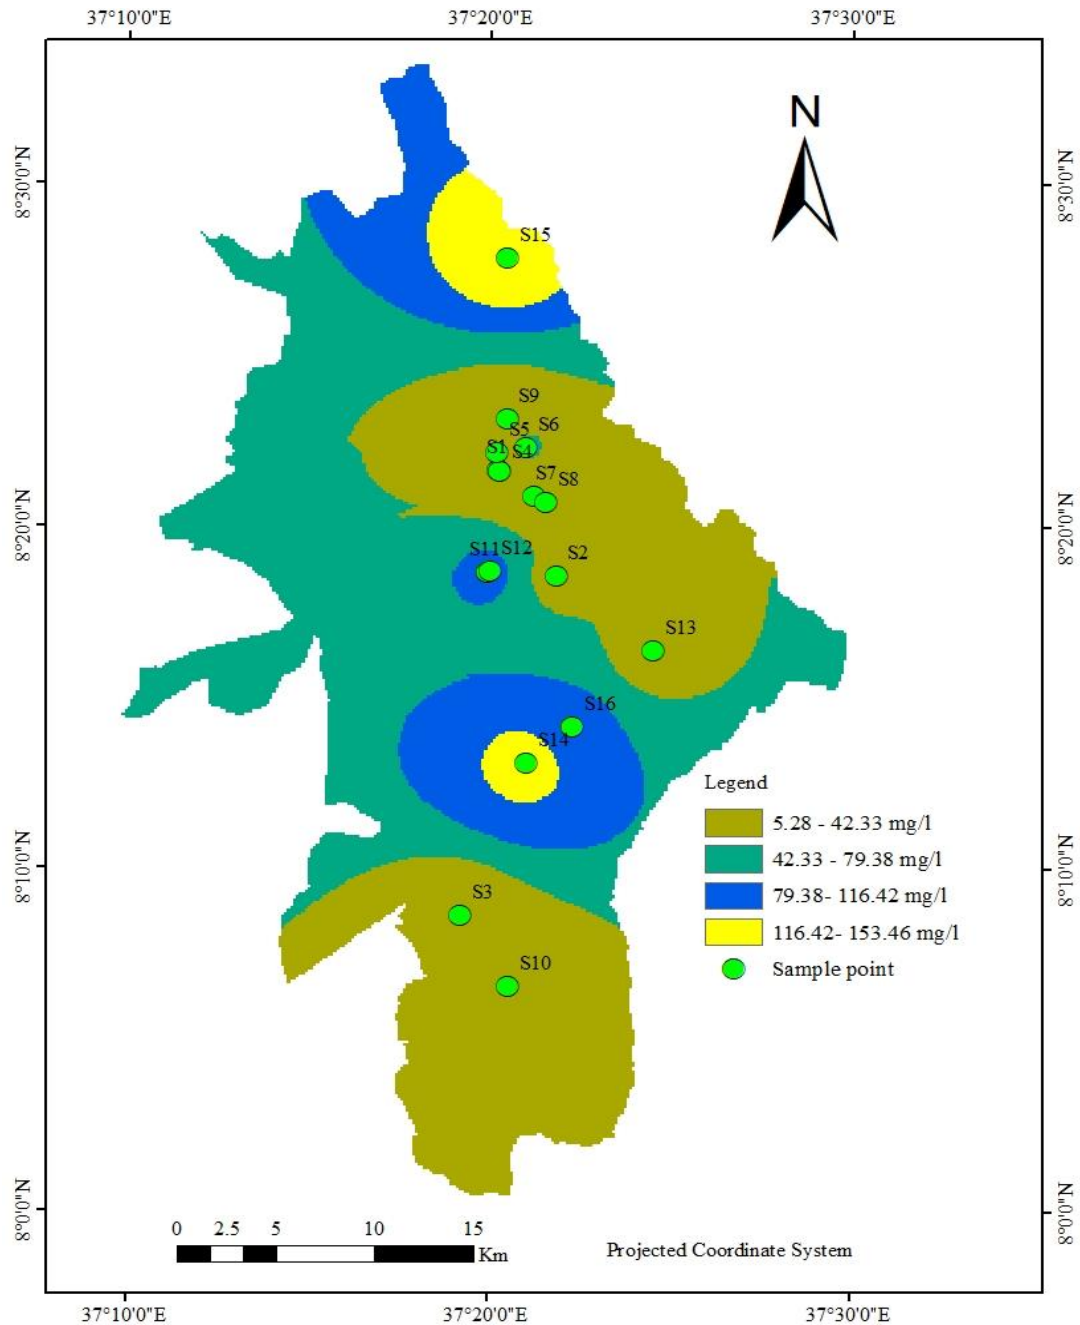 37°10'0"E 37°20'0"E 37°30'0"E
N
8°30'0"N 8°30'0"N
S15
S9
S6
S5
S1 S4
S7 S8
8°20'0"N 8°20'0"N
S11 S12 S2
S13
S16
S14
Legend
5.28 - 42.33 mg/l
42.33 - 79.38 mg/l
79.38- 116.42 mg/l
116.42- 153.46 mg/l
Sample point
8°10'0"N 8°10'0"N
S3
S10
8°0'0"N 8°0'0"N
0 2.5 5 10 15
Km
Projected Coordinate System
37°10'0"E 37°20'0"E 37°30'0"E